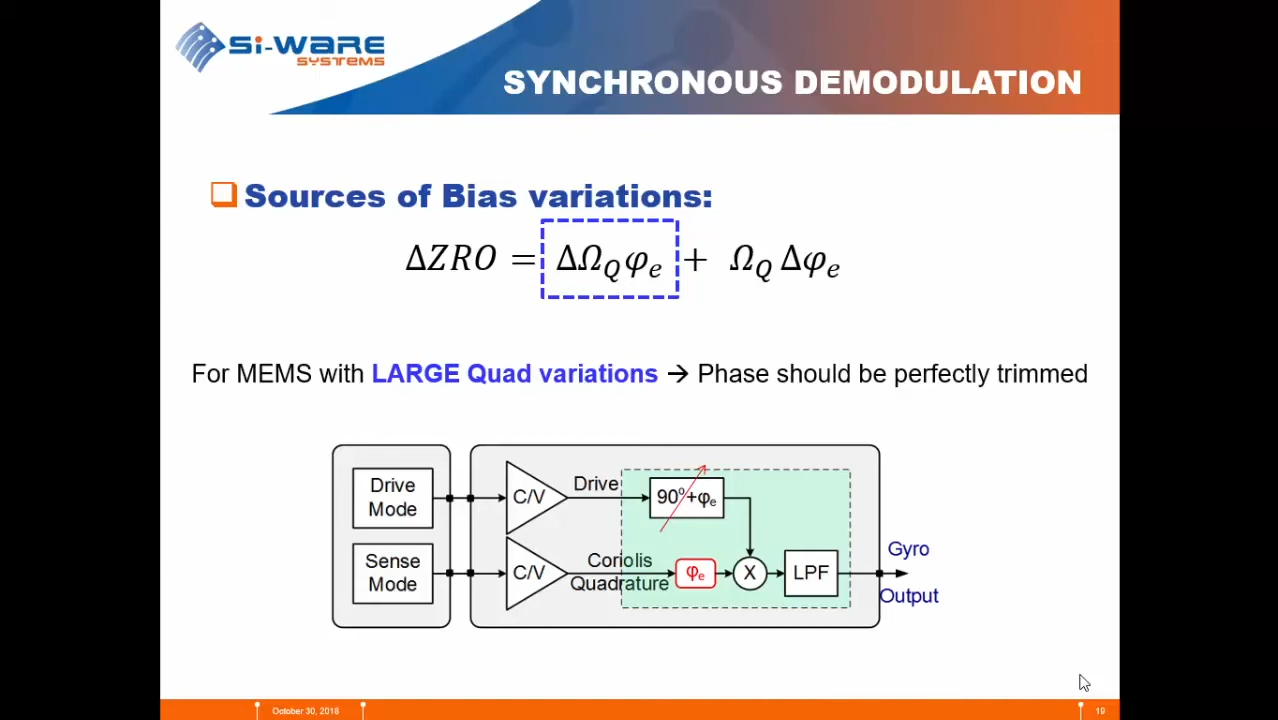 Si-WARE
SYSTEMS
SYNCHRONOUS DEMODULATION
Sources of Bias variations:
ΔZRO = ΔΩ_Q φ_e + Ω_Q Δφ_e
For MEMS with LARGE Quad variations → Phase should be perfectly trimmed
Drive
Mode
Sense
Mode
C/V
C/V
Drive
Coriolis
Quadrature
90°+φ_e
φ_e
X
LPF
Gyro
Output
October 30, 2018
19